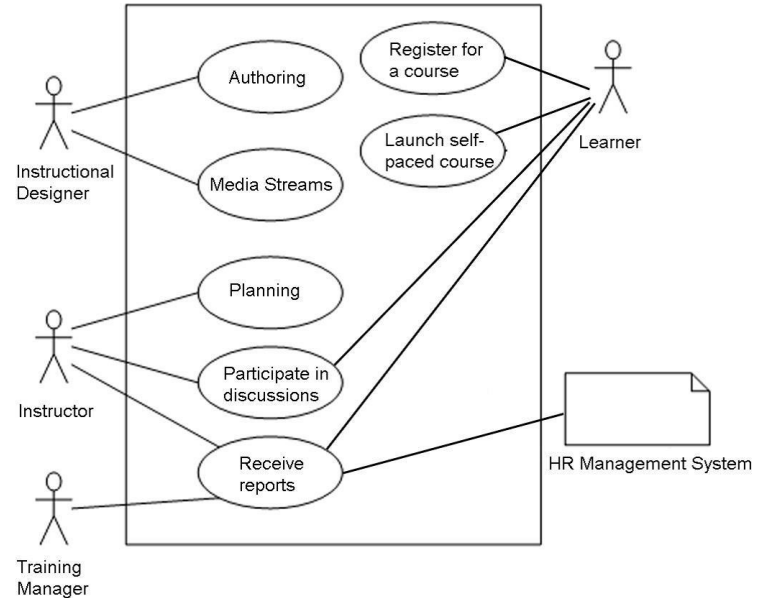 Authoring
Register for
a course
Launch self-
paced course
Learner
Instructional
Designer
Media Streams
Planning
Participate in
discussions
Instructor
Receive
reports
HR Management System
Training
Manager